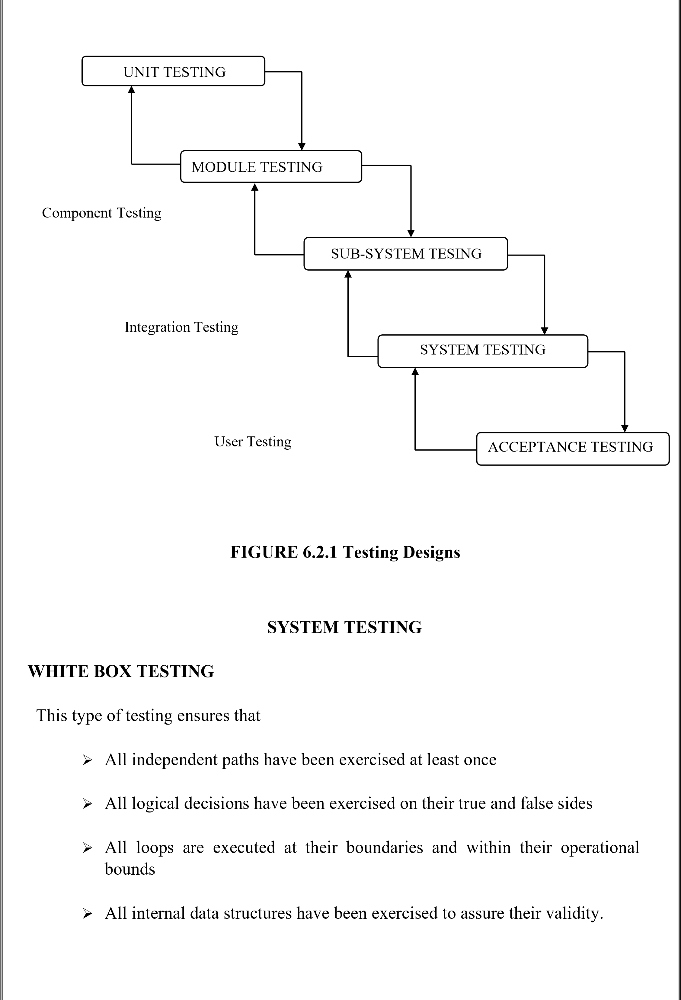 UNIT TESTING
MODULE TESTING
Component Testing
SUB-SYSTEM TESING
Integration Testing
SYSTEM TESTING
User Testing
ACCEPTANCE TESTING
FIGURE 6.2.1 Testing Designs
SYSTEM TESTING
WHITE BOX TESTING
This type of testing ensures that
➢ All independent paths have been exercised at least once
➢ All logical decisions have been exercised on their true and false sides
➢ All loops are executed at their boundaries and within their operational
bounds
➢ All internal data structures have been exercised to assure their validity.